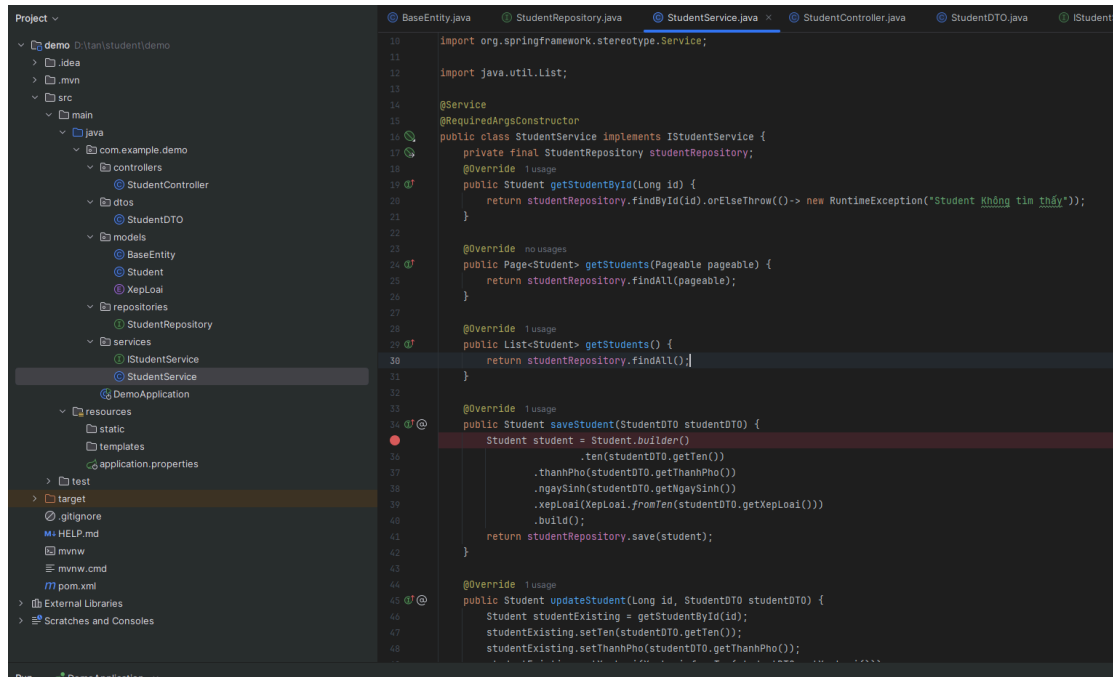 Project
demo D:\tan\student\demo
.idea
.mvn
src
main
java
com.example.demo
controllers
StudentController
dtos
StudentDTO
models
BaseEntity
Student
XepLoai
repositories
StudentRepository
services
IStudentService
StudentService
DemoApplication
resources
static
templates
application.properties
test
target
.gitignore
HELP.md
mvnw
mvnw.cmd
pom.xml
External Libraries
Scratches and Consoles
BaseEntity.java StudentRepository.java StudentService.java StudentController.java StudentDTO.java IStudent
10 import org.springframework.stereotype.Service;
11
12 import java.util.List;
13
14 @Service
15 @RequiredArgsConstructor
16 public class StudentService implements IStudentService {
17 private final StudentRepository studentRepository;
18 @Override 1 usage
19 public Student getStudentById(Long id) {
20 return studentRepository.findById(id).orElseThrow(()-> new RuntimeException("Student Không tìm thấy"));
21 }
22
23 @Override no usages
24 public Page<Student> getStudents(Pageable pageable) {
25 return studentRepository.findAll(pageable);
26 }
27
28 @Override 1 usage
29 public List<Student> getStudents() {
30 return studentRepository.findAll();
31 }
32
33 @Override 1 usage
34 public Student saveStudent(StudentDTO studentDTO) {
Student student = Student.builder()
36 .ten(studentDTO.getTen())
37 .thanhPho(studentDTO.getThanhPho())
38 .ngaySinh(studentDTO.getNgaySinh())
39 .xepLoai(XepLoai.fromTen(studentDTO.getXepLoai()))
40 .build();
41 return studentRepository.save(student);
42 }
43
44 @Override 1 usage
45 public Student updateStudent(Long id, StudentDTO studentDTO) {
46 Student studentExisting = getStudentById(id);
47 studentExisting.setTen(studentDTO.getTen());
48 studentExisting.setThanhPho(studentDTO.getThanhPho());